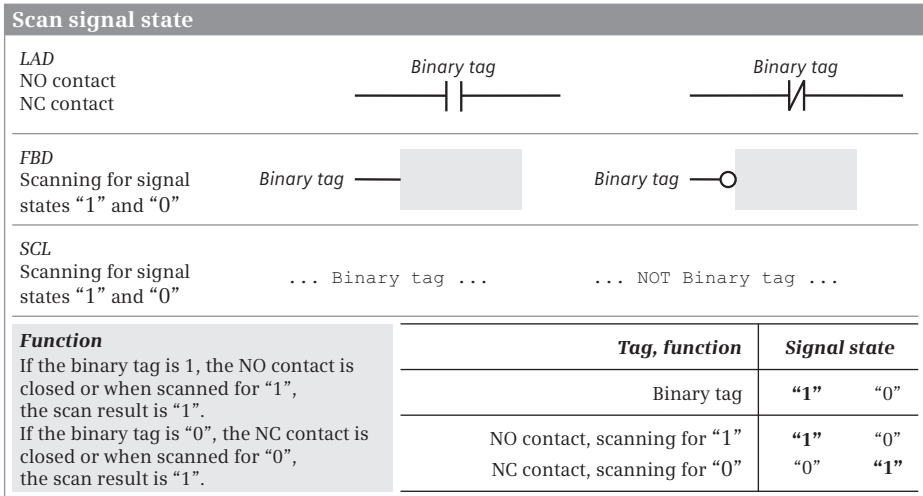 Scan signal state
LAD
NO contact
NC contact
Binary tag
Binary tag
FBD
Scanning for signal
states “1” and “0”
Binary tag
Binary tag
SCL
Scanning for signal
states “1” and “0”
... Binary tag ...
... NOT Binary tag ...
Function
If the binary tag is 1, the NO contact is
closed or when scanned for “1”,
the scan result is “1”.
If the binary tag is “0”, the NC contact is
closed or when scanned for “0”,
the scan result is “1”.
Tag, function Signal state
Binary tag “1” “0”
NO contact, scanning for “1” “1” “0”
NC contact, scanning for “0” “0” “1”